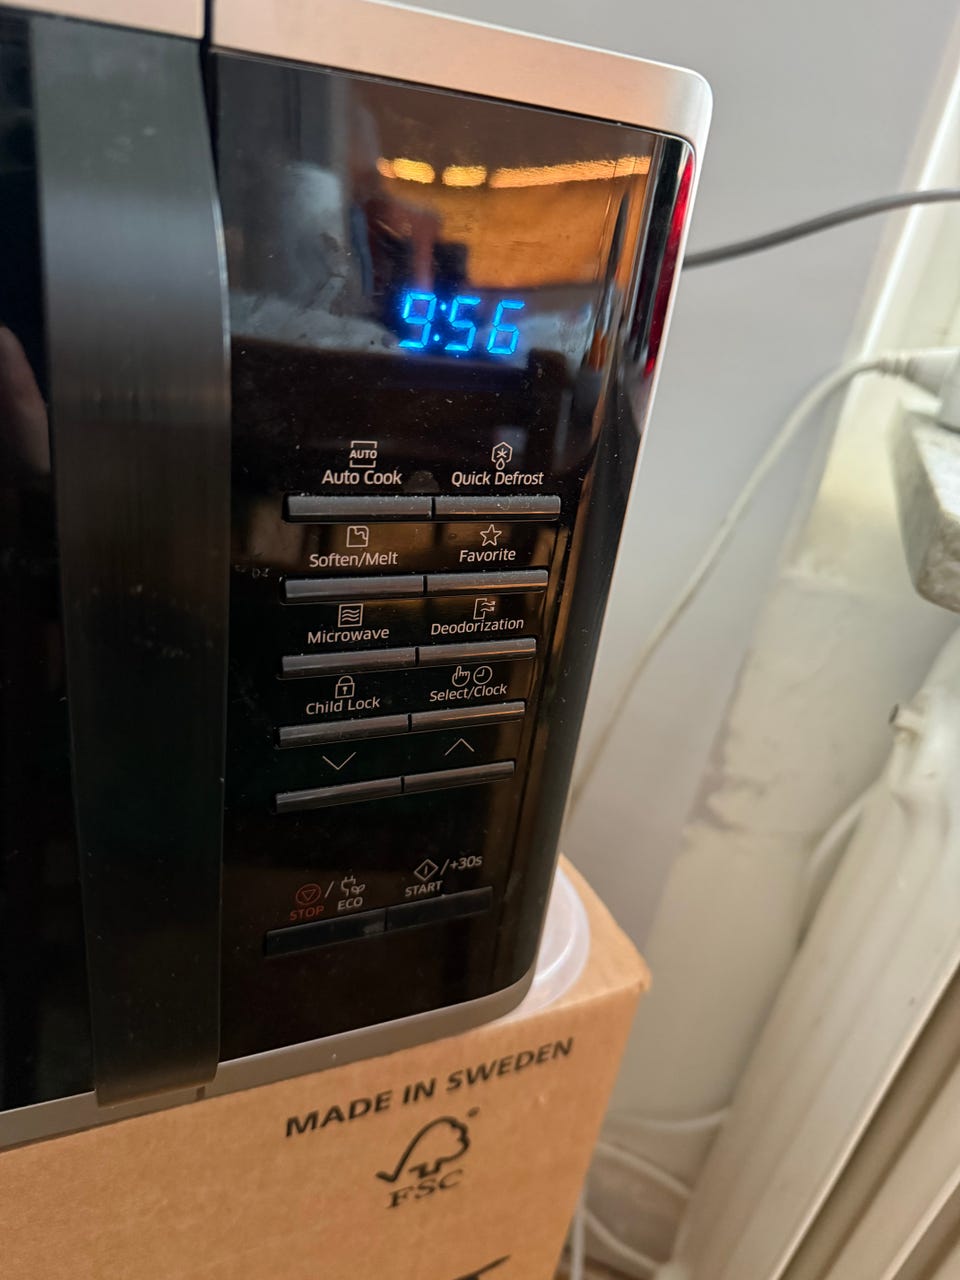 9:56
AUTO
Auto Cook
Quick Defrost
Soften/Melt
Favorite
Microwave
Deodorization
Child Lock
Select/Clock
/ +30s
START
STOP / ECO
MADE IN SWEDEN
FSC®